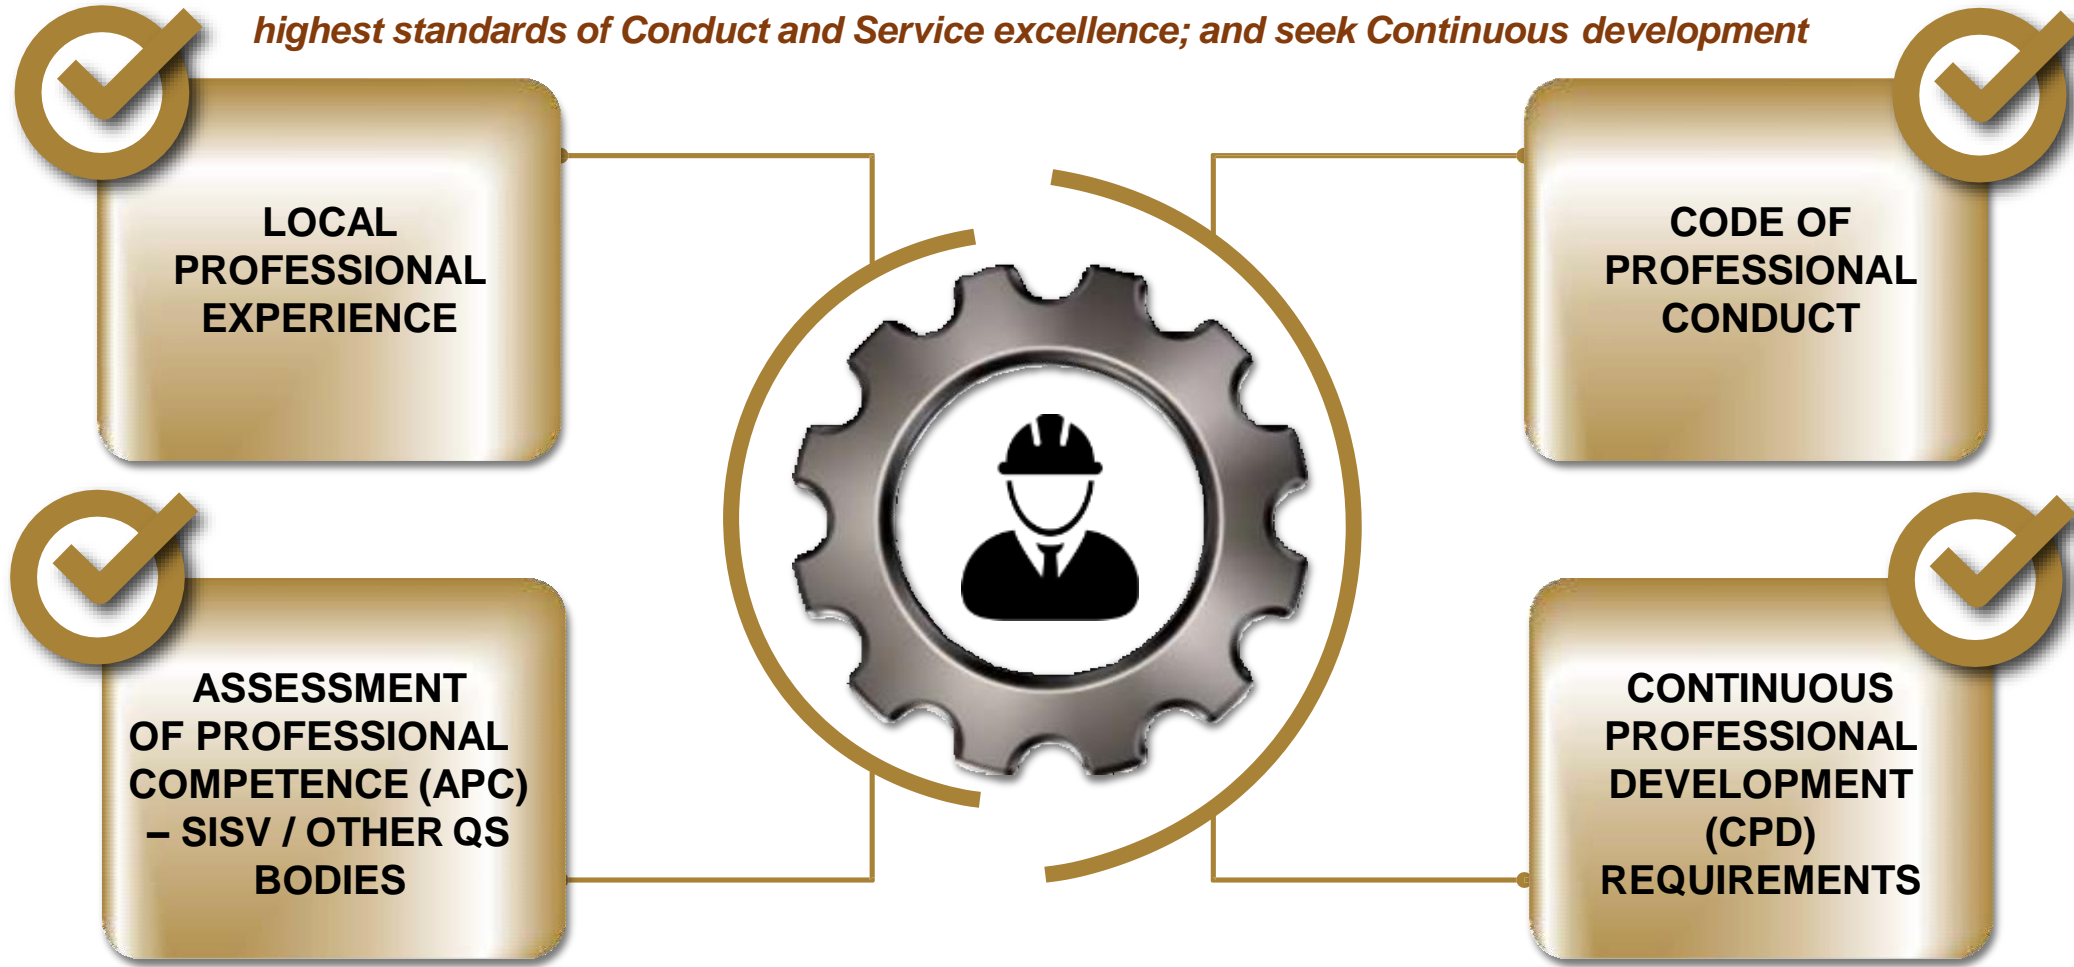 highest standards of Conduct and Service excellence; and seek Continuous development
LOCAL
PROFESSIONAL
EXPERIENCE
CODE OF
PROFESSIONAL
CONDUCT
ASSESSMENT
OF PROFESSIONAL
COMPETENCE (APC)
– SISV / OTHER QS
BODIES
CONTINUOUS
PROFESSIONAL
DEVELOPMENT
(CPD)
REQUIREMENTS